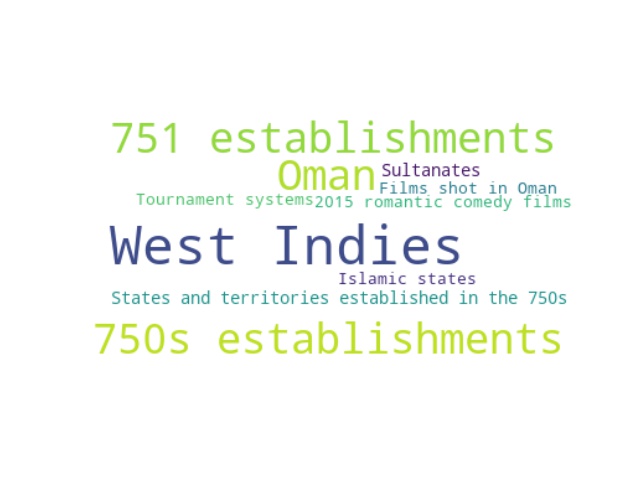 751 establishments
Oman Sultanates
Films shot in Oman
Tournament systems 2015 romantic comedy films
West Indies
Islamic states
States and territories established in the 750s
750s establishments